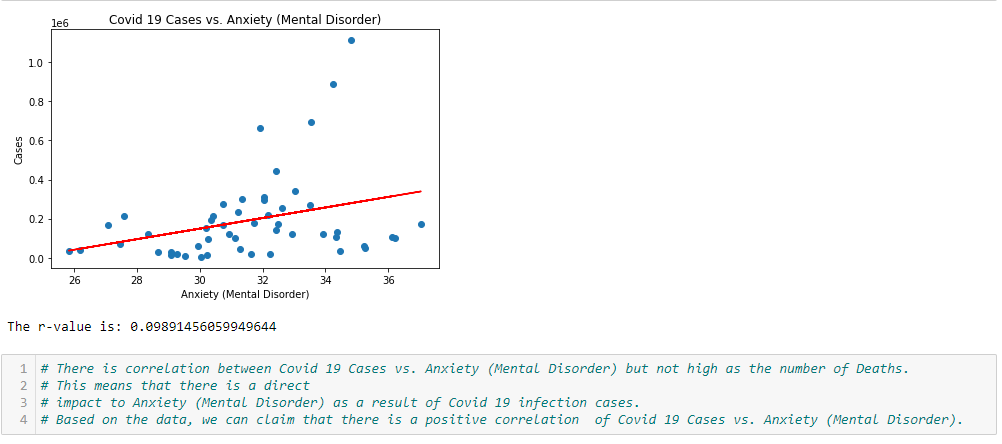 Covid 19 Cases vs. Anxiety (Mental Disorder)
1e6
1.0
0.8
0.6
0.4
0.2
0.0
Cases
26 28 30 32 34 36
Anxiety (Mental Disorder)
The r-value is: 0.09891456059949644
1 # There is correlation between Covid 19 Cases vs. Anxiety (Mental Disorder) but not high as the number of Deaths.
2 # This means that there is a direct
3 # impact to Anxiety (Mental Disorder) as a result of Covid 19 infection cases.
4 # Based on the data, we can claim that there is a positive correlation  of Covid 19 Cases vs. Anxiety (Mental Disorder).